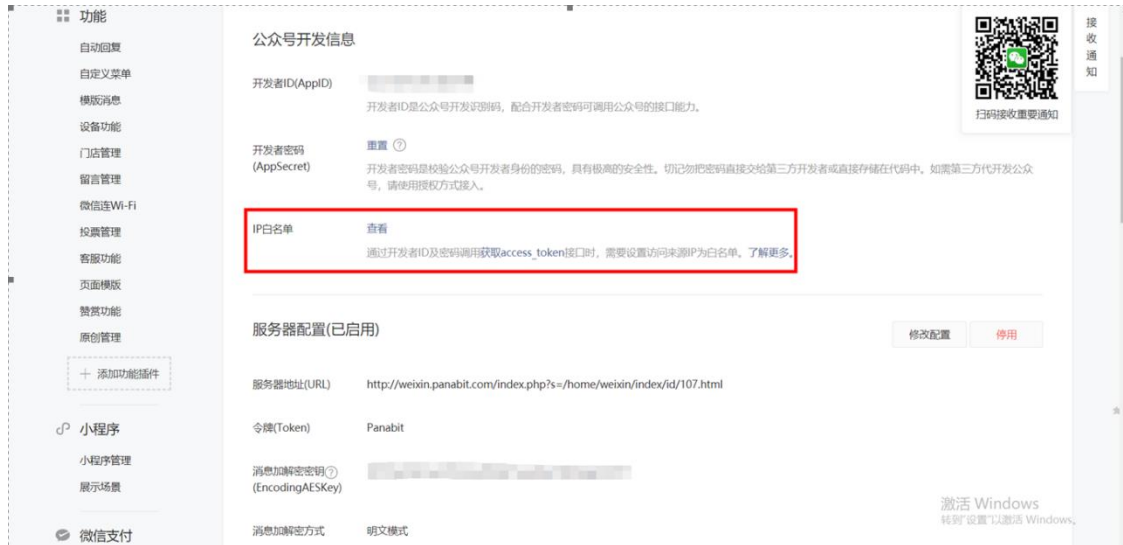 功能
自动回复
自定义菜单
模版消息
设备功能
门店管理
留言管理
微信连Wi-Fi
投票管理
客服功能
页面模版
赞赏功能
原创管理
添加功能插件
小程序
小程序管理
展示场景
微信支付
公众号开发信息
开发者ID(AppID)
开发者ID是公众号开发识别码，配合开发者密码可调用公众号的接口能力。
开发者密码
(AppSecret)
重置
开发者密码是校验公众号开发者身份的密码，具有极高的安全性。切记勿把密码直接交给第三方开发者或直接存储在代码中。如需第三方代开发公众
号，请使用授权方式接入。
IP白名单
查看
通过开发者ID及密码调用获取access_token接口时，需要设置访问来源IP为白名单。了解更多。
服务器配置(已启用)
修改配置
停用
服务器地址(URL)
http://weixin.panabit.com/index.php?s=/home/weixin/index/id/107.html
令牌(Token)
Panabit
消息加解密密钥
(EncodingAESKey)
消息加解密方式
明文模式
扫码接收重要通知
接
收
通
知
激活 Windows
转到"设置"以激活 Windows。